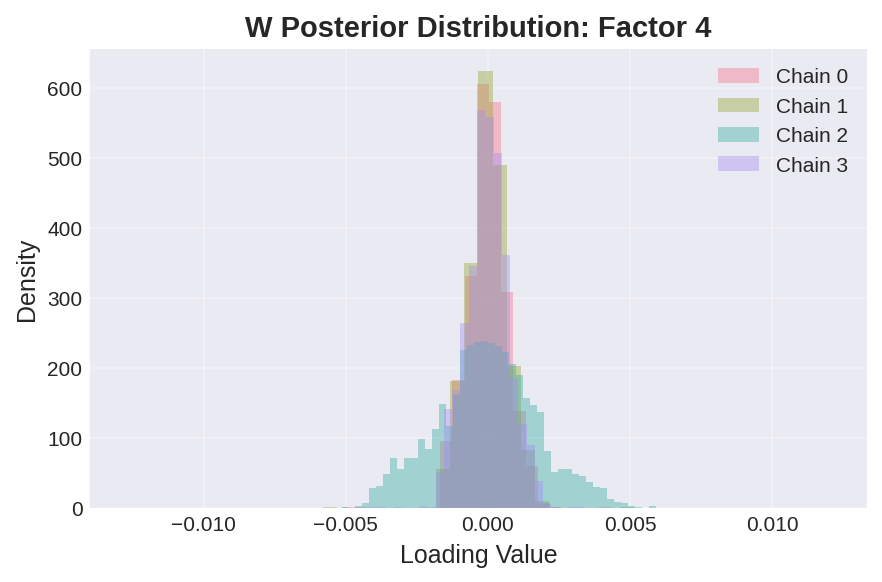 W Posterior Distribution: Factor 4
Chain 0
Chain 1
Chain 2
Chain 3
Density
600
500
400
300
200
100
0
−0.010
−0.005
0.000
0.005
0.010
Loading Value